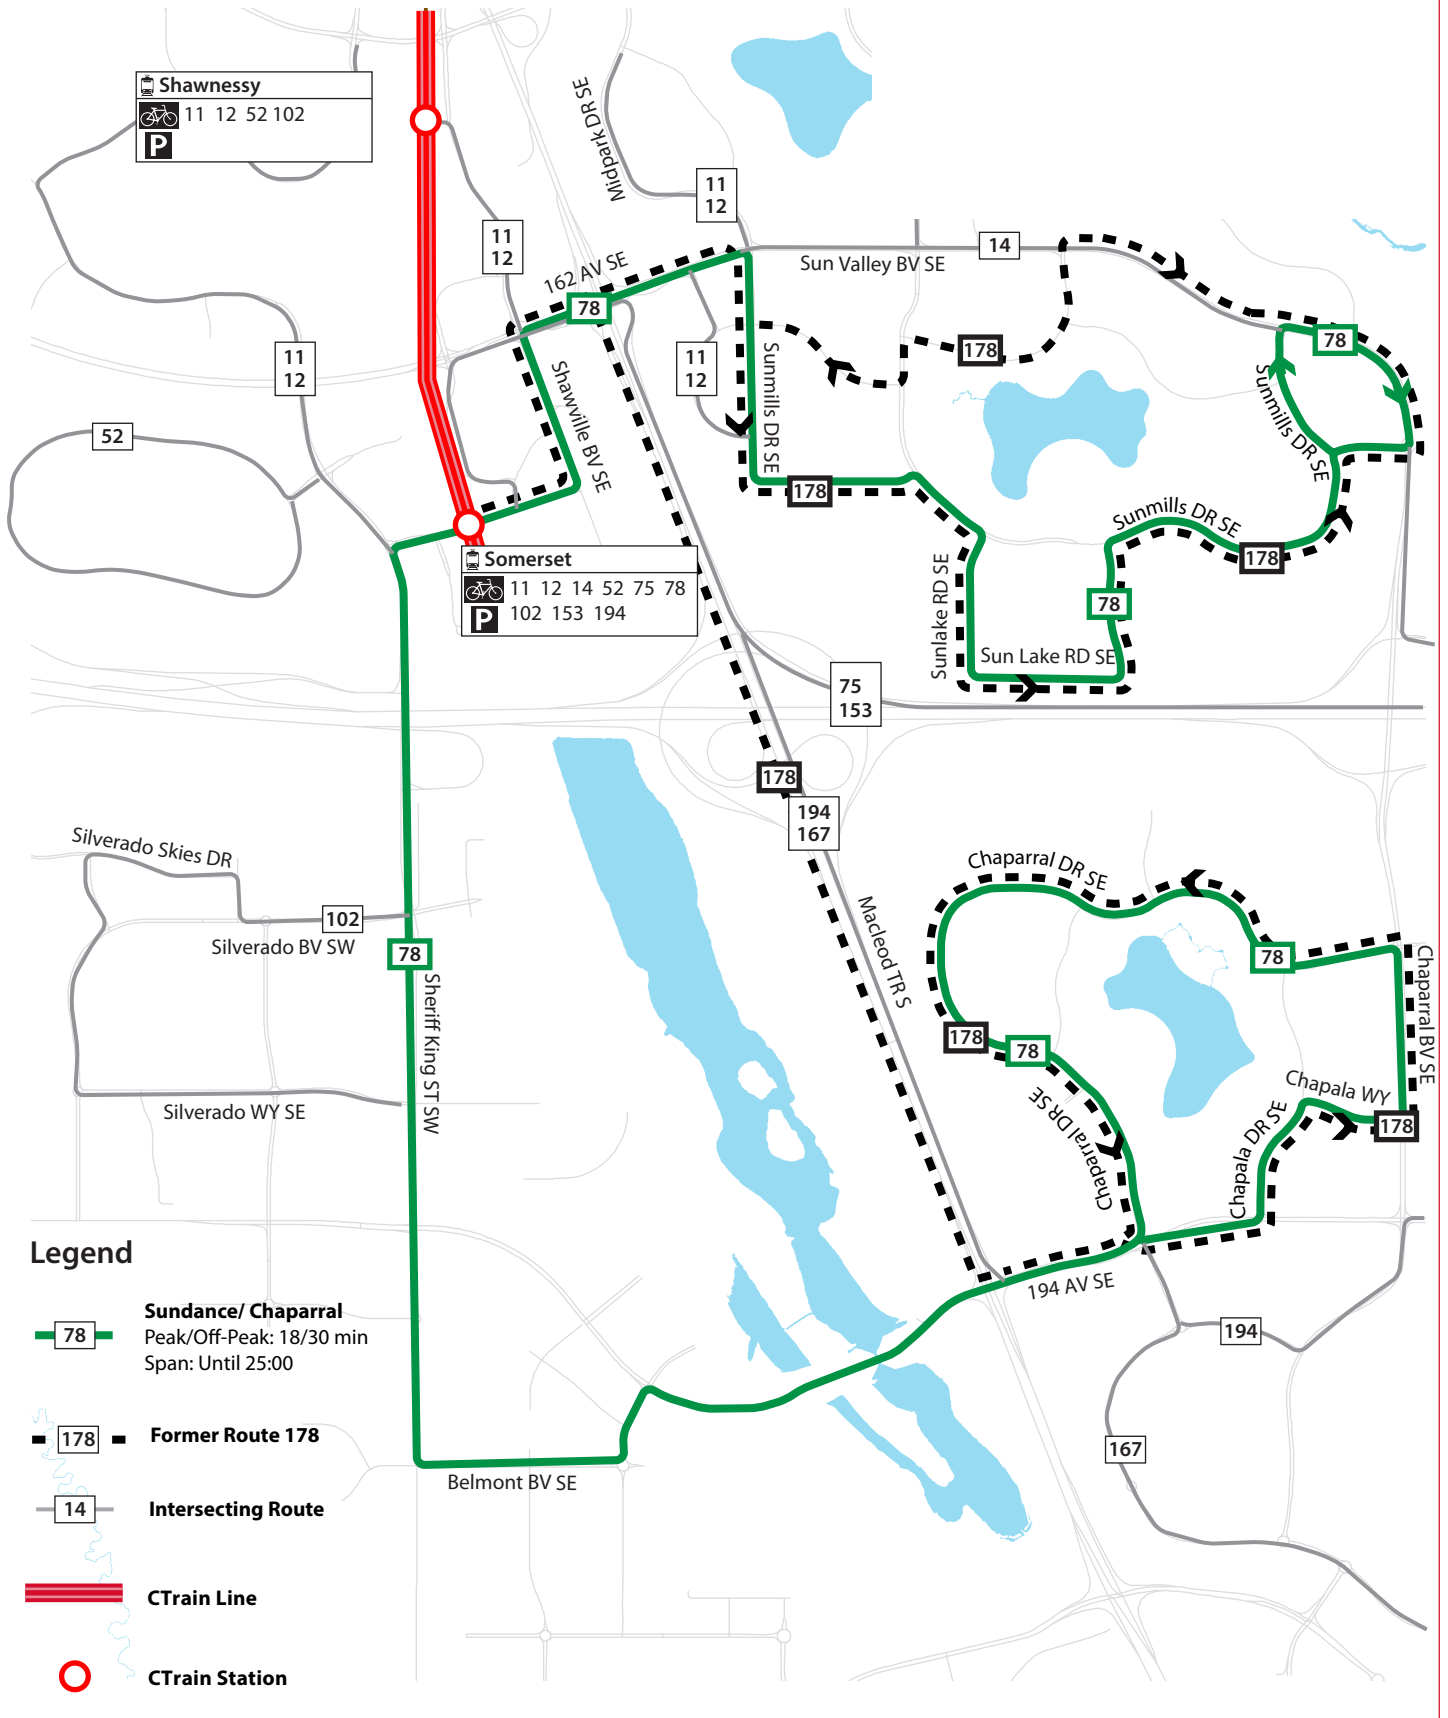 Shawnessy
11 12 52 102
P
Midpark DR SE
11
12
11
12
162 AV SE
78
14
Sun Valley BV SE
178
78
11
12
11
12
Shawville BV SE
Sunmills DR SE
Sunmills DR SE
52
178
Sunmills DR SE
178
Somerset
11 12 14 52 75 78
P
102 153 194
Sunlake RD SE
78
Sun Lake RD SE
75
153
178
194
167
Silverado Skies DR
102
Silverado BV SW
78
Sheriff King ST SW
Silverado WY SE
Macleod TR S
Chaparral DR SE
78
Chaparral BV SE
178
78
Chaparral DR SE
Chapala WY
178
Chapala DR SE
194 AV SE
194
167
Belmont BV SE
Legend
78
Sundance/ Chaparral
Peak/Off-Peak: 18/30 min
Span: Until 25:00
178
Former Route 178
14
Intersecting Route
CTrain Line
CTrain Station